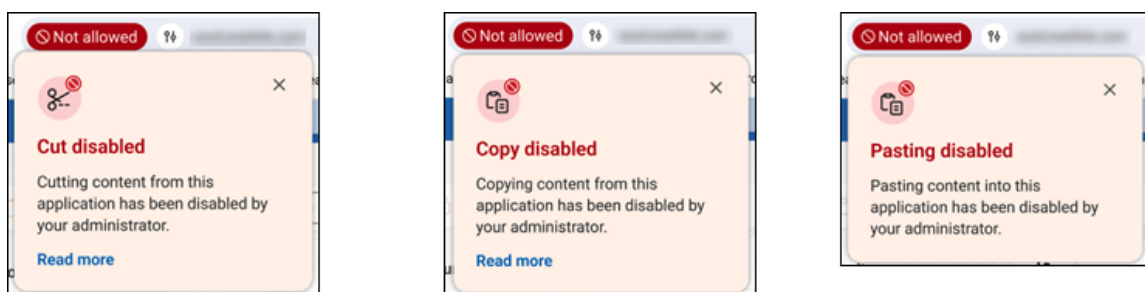 Not allowed
Cut disabled
Cutting content from this
application has been disabled by
your administrator.
Read more
Not allowed
Copy disabled
Copying content from this
application has been disabled by
your administrator.
Read more
Not allowed
Pasting disabled
Pasting content into this
application has been disabled by
your administrator.